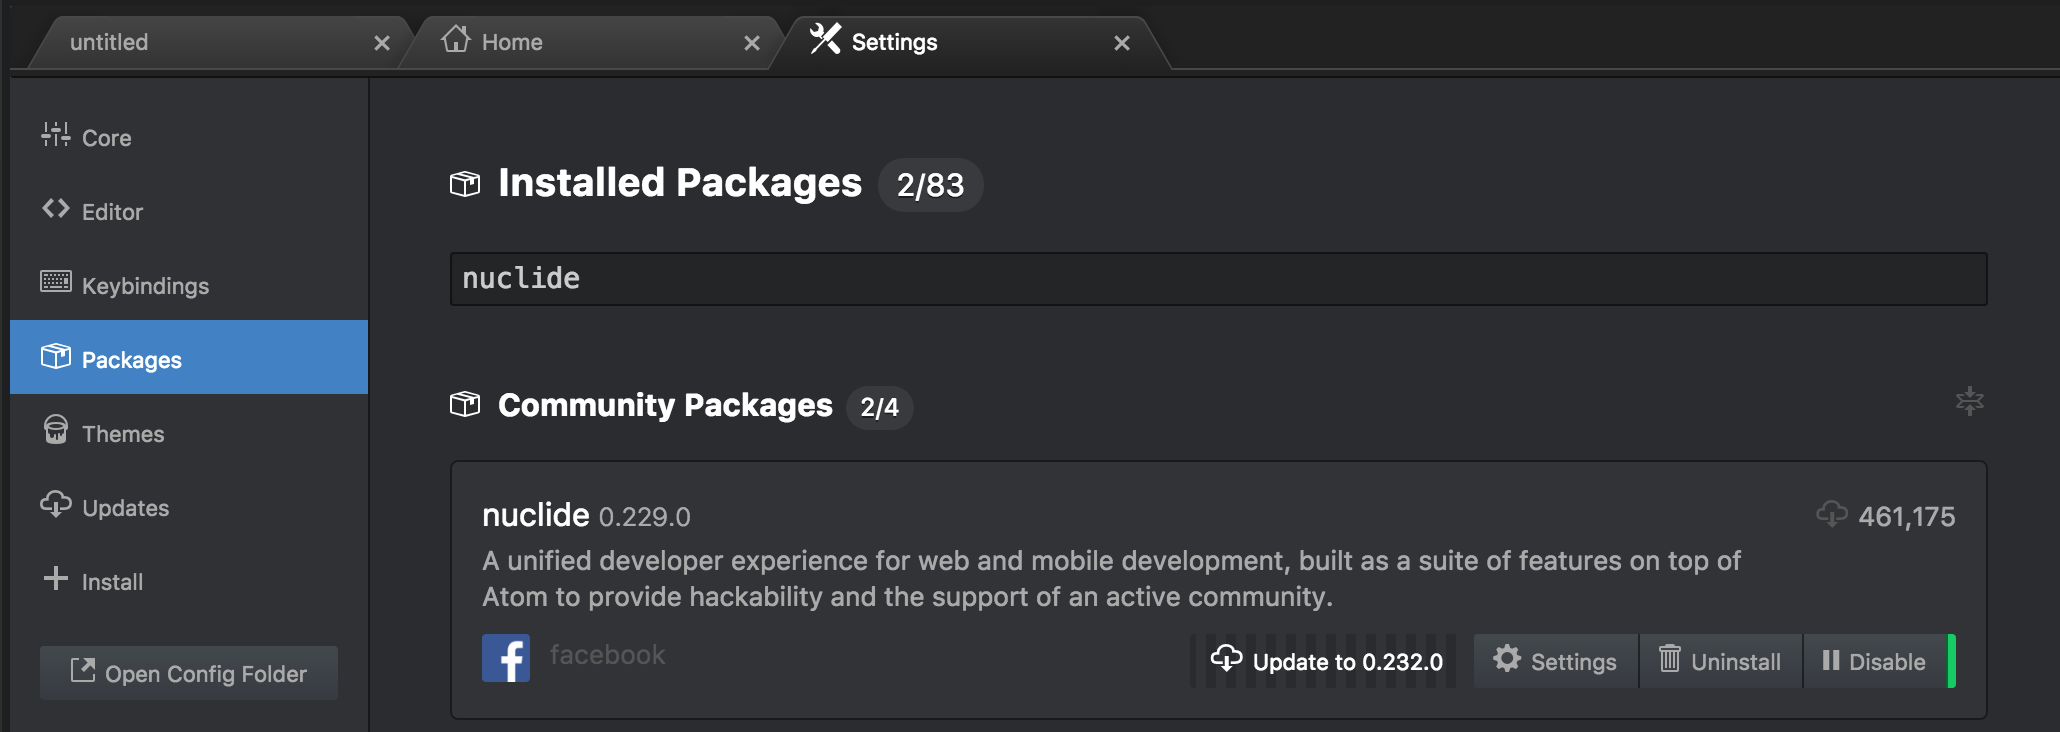 untitled
Home
Settings
Core
Editor
Keybindings
Packages
Themes
Updates
Install
Open Config Folder
Installed Packages 2/83
nuclide
Community Packages 2/4
nuclide 0.229.0
461,175
A unified developer experience for web and mobile development, built as a suite of features on top of
Atom to provide hackability and the support of an active community.
facebook
Update to 0.232.0
Settings
Uninstall
Disable